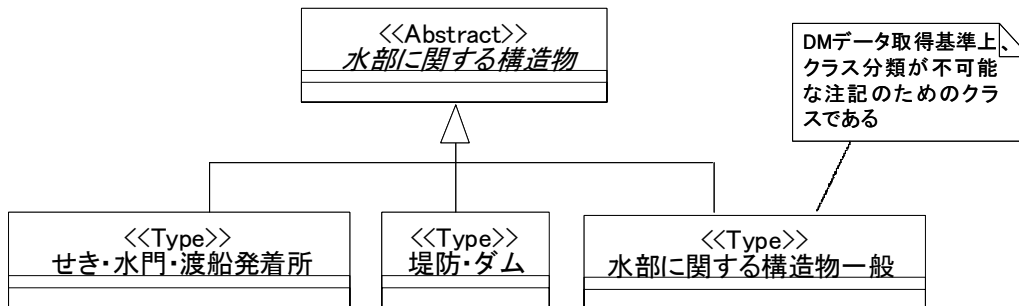 <<Abstract>>
水部に関する構造物
DMデータ取得基準上、
クラス分類が不可能
な注記のためのクラ
スである
<<Type>>
せき・水門・渡船発着所
<<Type>>
堤防・ダム
<<Type>>
水部に関する構造物一般